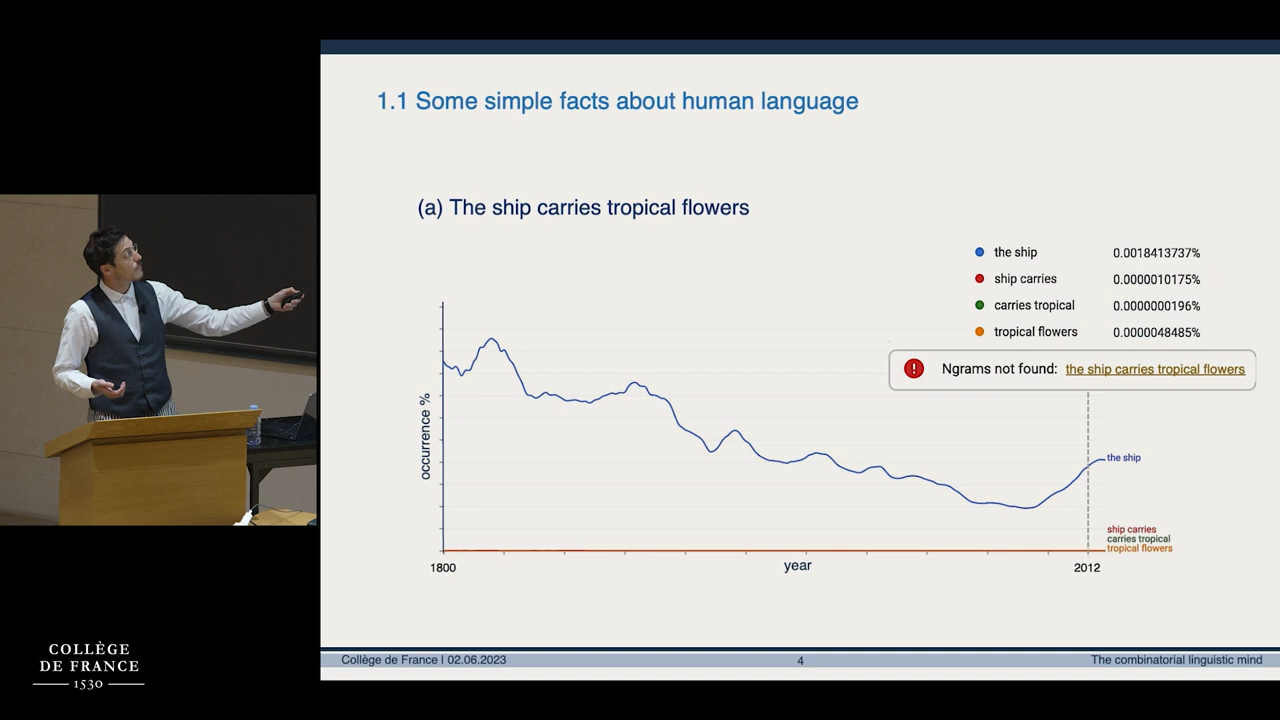 1.1 Some simple facts about human language
(a) The ship carries tropical flowers
the ship 0.0018413737%
ship carries 0.0000010175%
carries tropical 0.0000000196%
tropical flowers 0.0000048485%
Ngrams not found: the ship carries tropical flowers
occurrence %
the ship
ship carries
carries tropical
tropical flowers
1800
year
2012
COLLÈGE
DE FRANCE
1530
Collège de France | 02.06.2023
4
The combinatorial linguistic mind